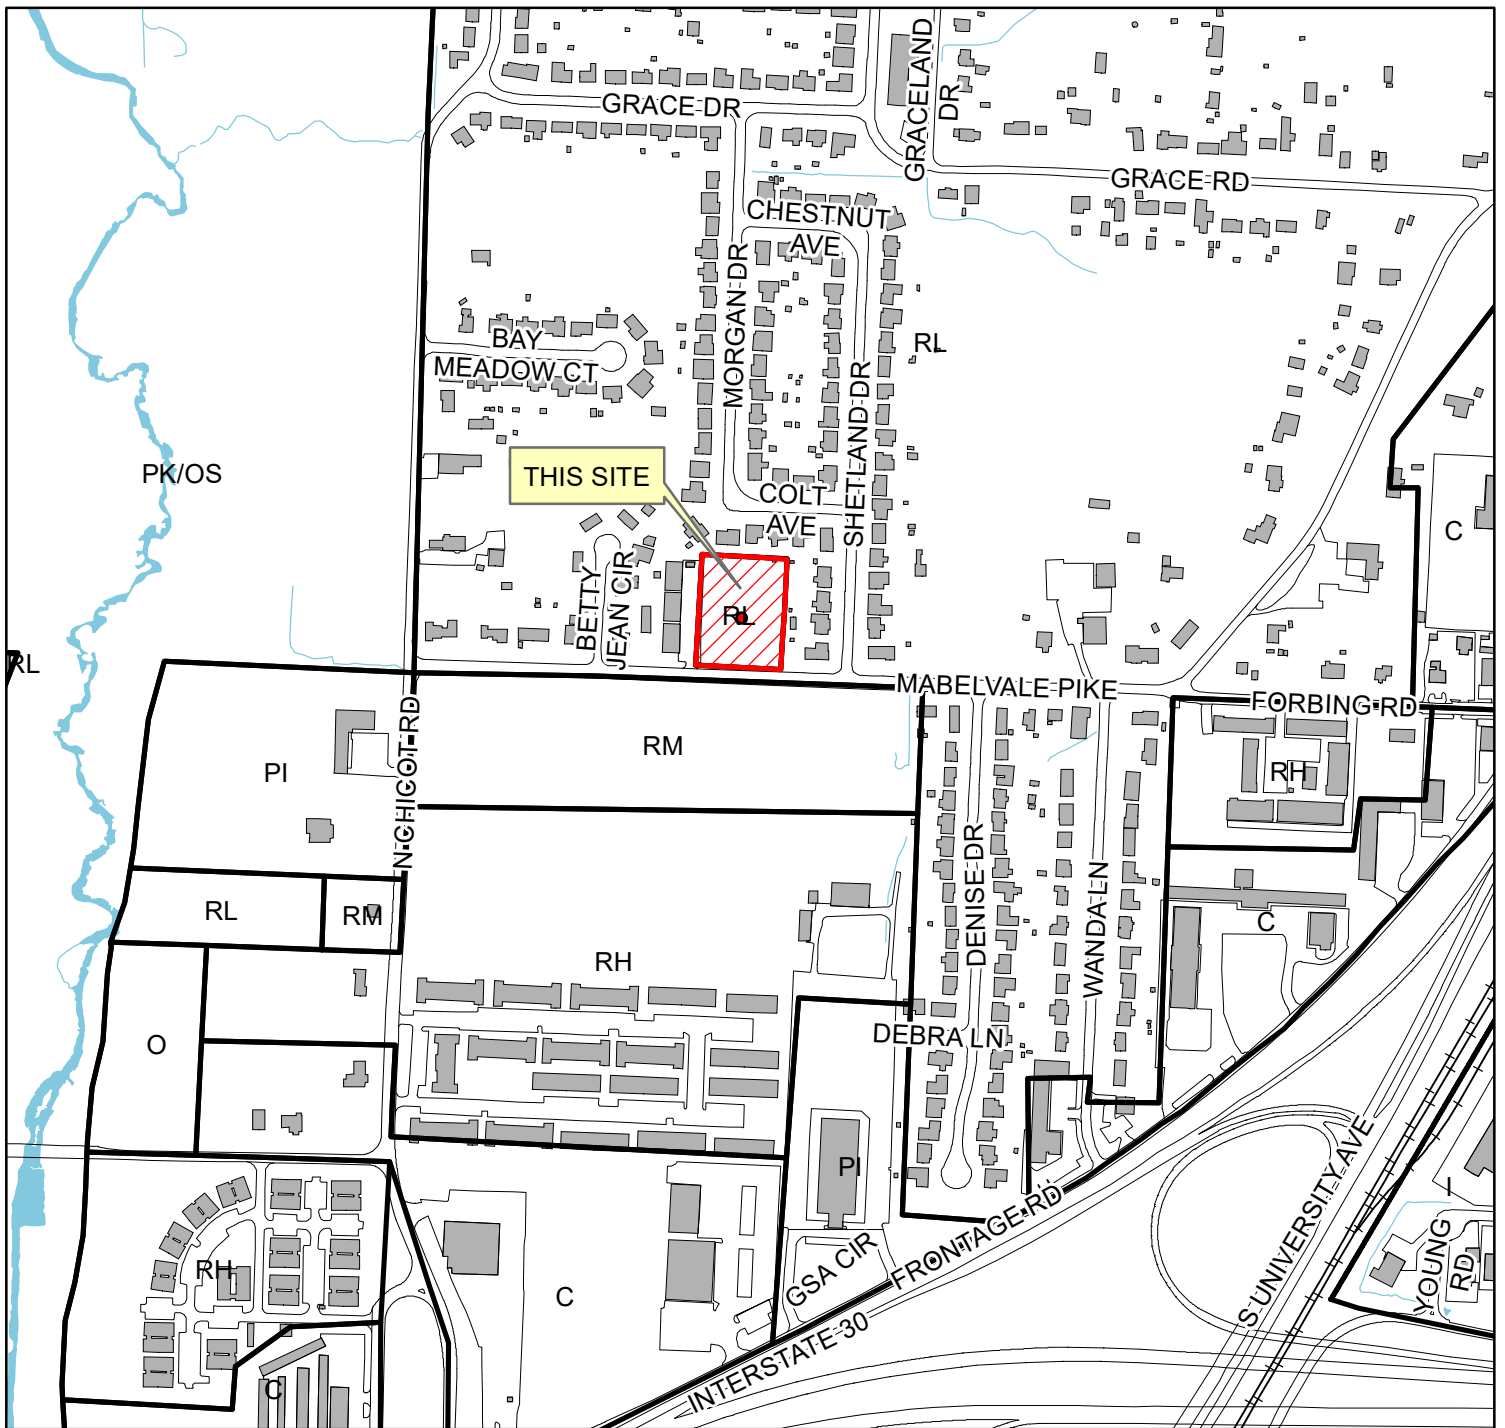 GRACELAND
DR
GRACE DR
GRACE RD
CHESTNUT
AVE
MORGAN DR
RL
BAY
MEADOW CT
SHETLAND DR
PK/OS
THIS SITE
COLT
AVE
C
BETTY
JEAN CIR
RL
RL
MABELVALE PIKE
FORBING RD
N CHICOT RD
RM
PI
RH
DENISE DR
WANDA LN
RL
RM
C
RH
O
DEBRA LN
PI
S UNIVERSITY AVE
I
FRONTAGE RD
GSA CIR
YOUNG
RD
RH
C
INTERSTATE 30
C